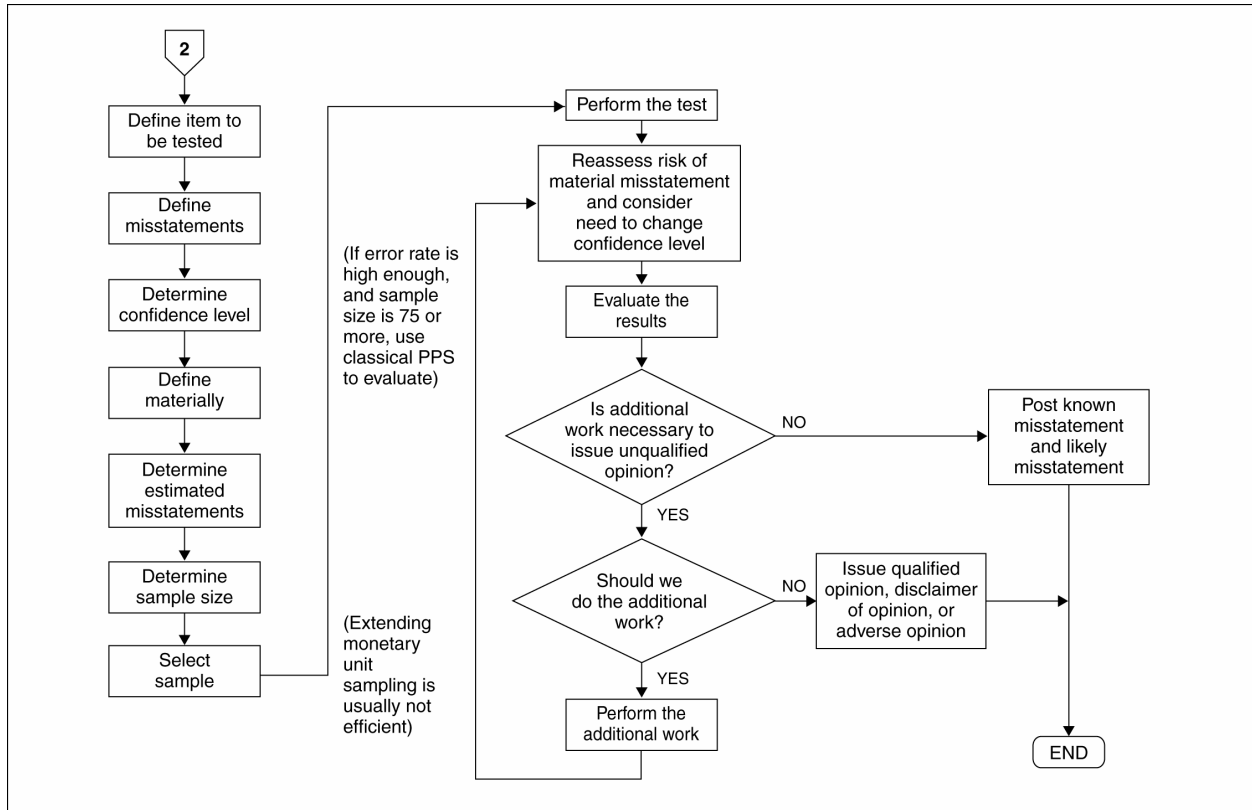 2
Define item to
be tested
Define
misstatements
Determine
confidence level
Define
materially
Determine
estimated
misstatements
Determine
sample size
Select
sample
(If error rate is
high enough,
and sample
size is 75 or
more, use
classical PPS
to evaluate)
(Extending
monetary
unit
sampling is
usually not
efficient)
Perform the test
Reassess risk of
material misstatement
and consider
need to change
confidence level
Evaluate the
results
Is additional
work necessary to
issue unqualified
opinion?
NO
Post known
misstatement
and likely
misstatement
YES
Should we
do the additional
work?
NO
Issue qualified
opinion, disclaimer
of opinion, or
adverse opinion
YES
Perform the
additional work
END